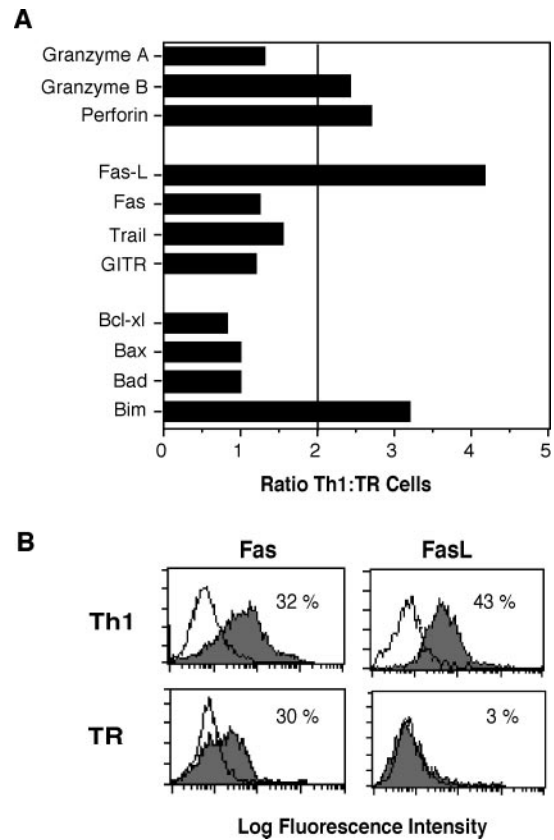 A
Granzyme A
Granzyme B
Perforin
Fas-L
Fas
Trail
GITR
Bcl-xl
Bax
Bad
Bim
0 1 2 3 4 5
Ratio Th1:TR Cells
B
Fas FasL
Th1 32 % 43 %
TR 30 % 3 %
Log Fluorescence Intensity